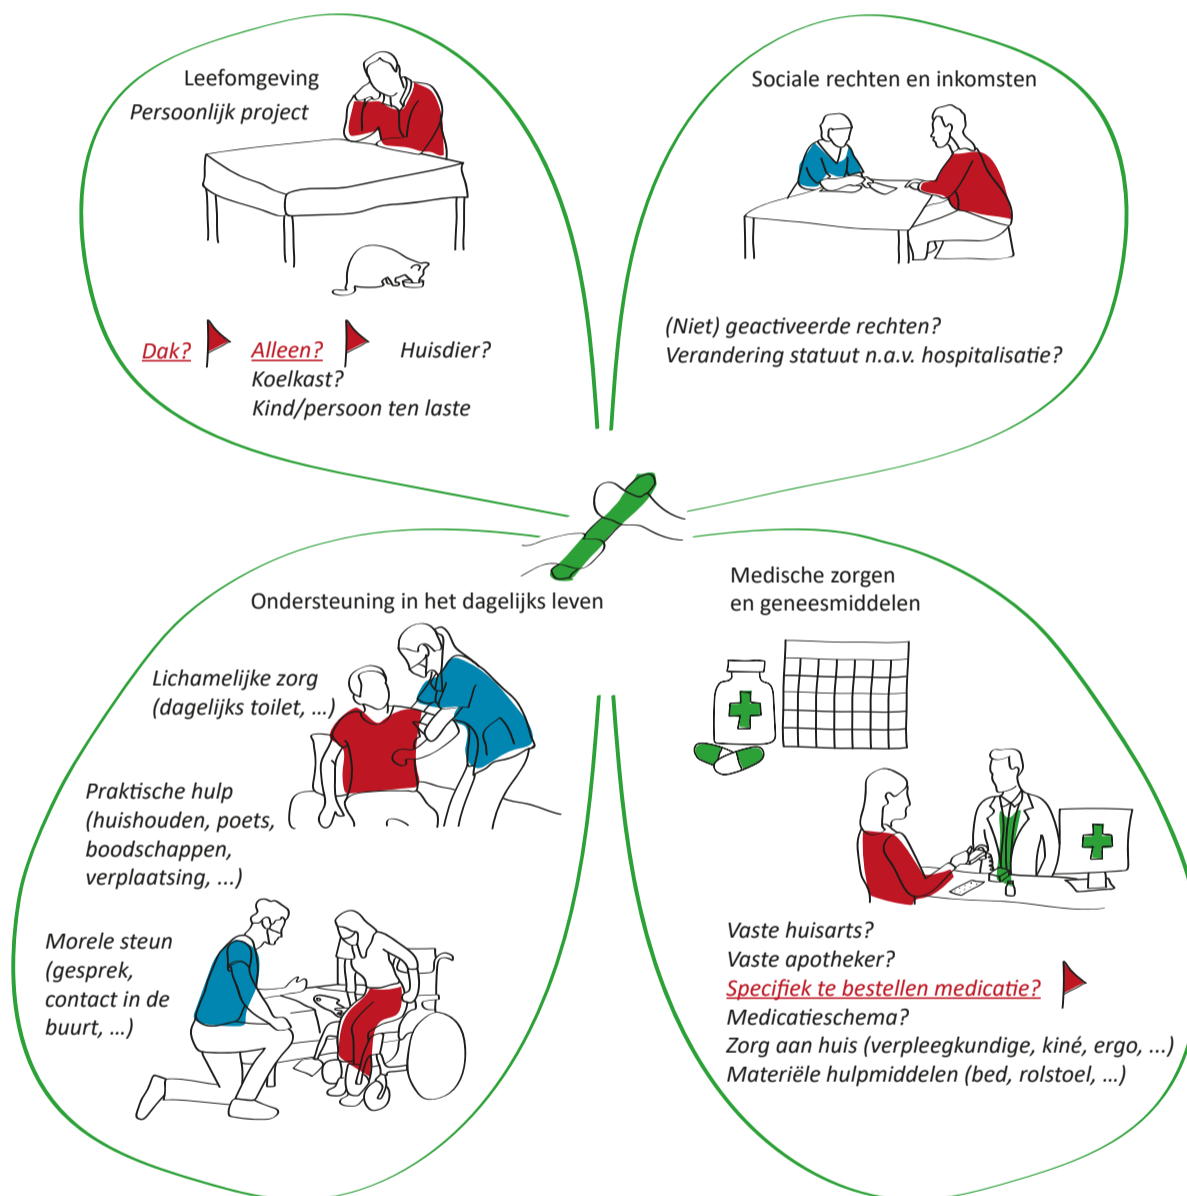 Leefomgeving
Persoonlijk project
Dak?
Alleen?
Huisdier?
Koelkast?
Kind/persoon ten laste
Sociale rechten en inkomsten
(Niet) geactiveerde rechten?
Verandering statuut n.a.v. hospitalisatie?
Ondersteuning in het dagelijks leven
Lichamelijke zorg
(dagelijks toilet, ...)
Praktische hulp
(huishouden, poets,
boodschappen,
verplaatsing, ...)
Morele steun
(gesprek,
contact in de
buurt, ...)
Medische zorgen
en geneesmiddelen
Vaste huisarts?
Vaste apotheker?
Specifiek te bestellen medicatie?
Medicatieschema?
Zorg aan huis (verpleegkundige, kiné, ergo, ...)
Materiële hulpmiddelen (bed, rolstoel, ...)